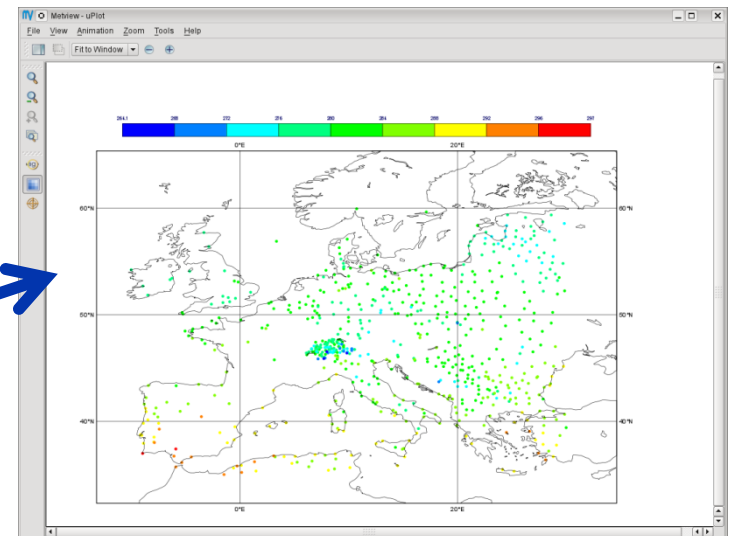 Metview - uPlot
File View Animation Zoom Tools Help
Fit to Window
264.1 268 272 276 280 284 288 292 296 297
0°E 20°E
60°N 60°N
50°N 50°N
40°N 40°N
0°E 20°E